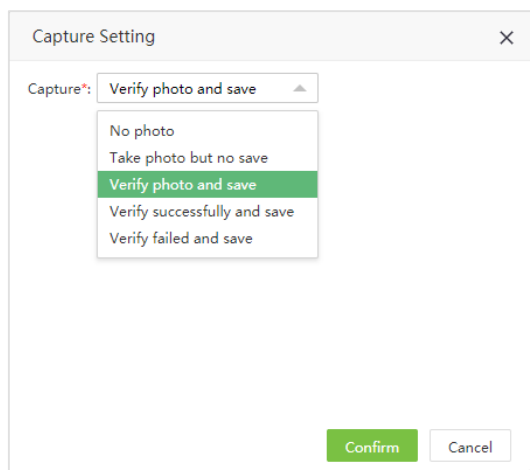 Capture Setting
Capture*: Verify photo and save
No photo
Take photo but no save
Verify photo and save
Verify successfully and save
Verify failed and save
Confirm Cancel